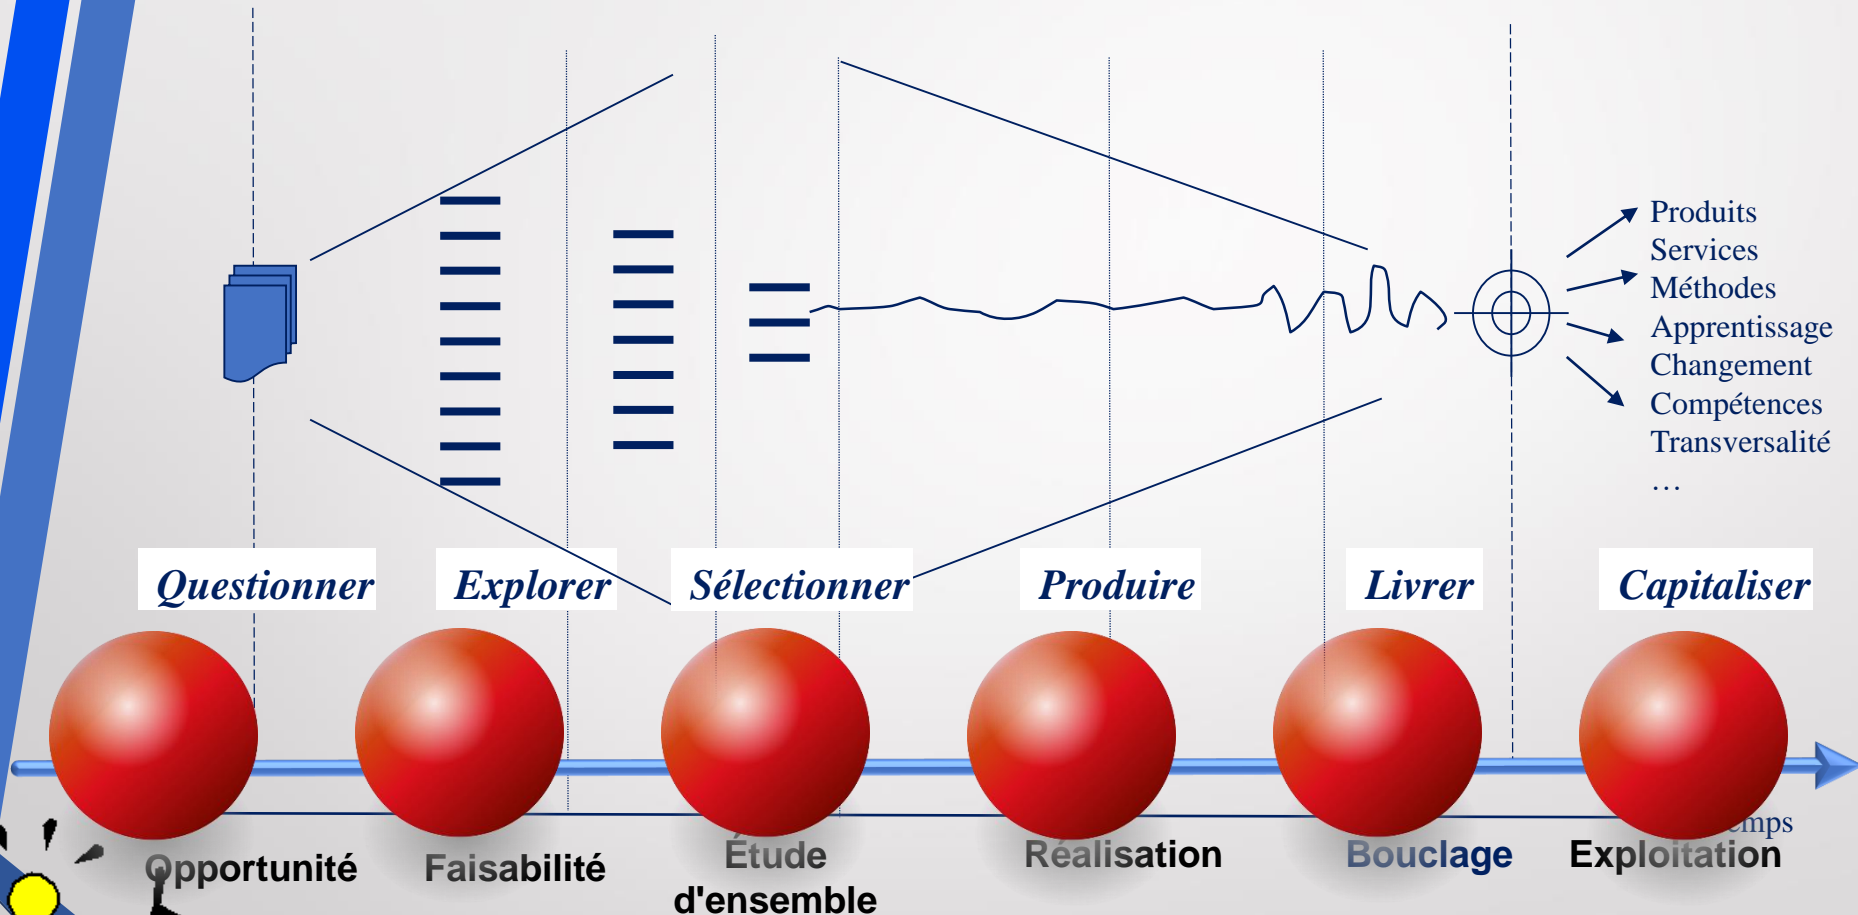 Produits
Services
Méthodes
Apprentissage
Changement
Compétences
Transversalité
…
Questionner
Explorer
Sélectionner
Produire
Livrer
Capitaliser
emps
Opportunité
Faisabilité
Étude
d'ensemble
Réalisation
Bouclage
Exploitation